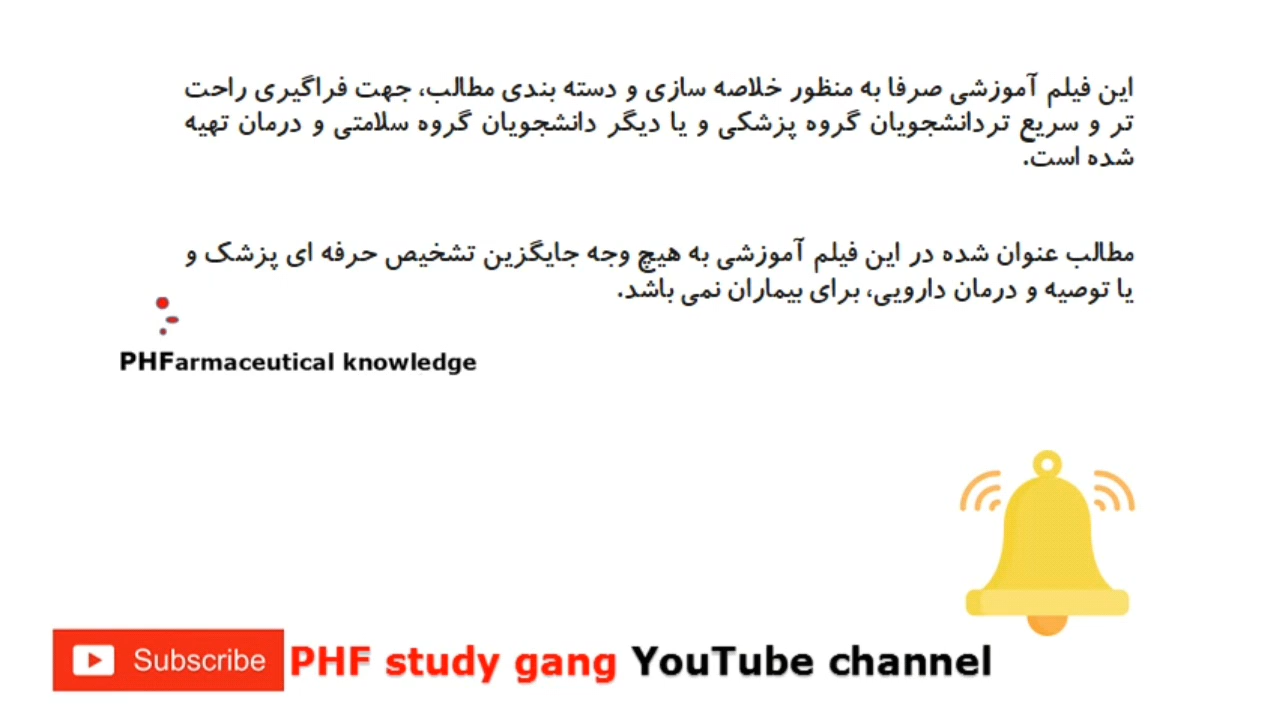 این فیلم آموزشی صرفا به منظور خلاصه سازی و دسته بندی مطالب، جهت فراگیری راحت
تر و سریع تردانشجویان گروه پزشکی و یا دیگر دانشجویان گروه سلامتی و درمان تهیه
شده است.
مطالب عنوان شده در این فیلم آموزشی به هیچ وجه جایگزین تشخیص حرفه ای پزشک و
یا توصیه و درمان دارویی، برای بیماران نمی باشد.
PHFarmaceutical knowledge
Subscribe PHF study gang YouTube channel